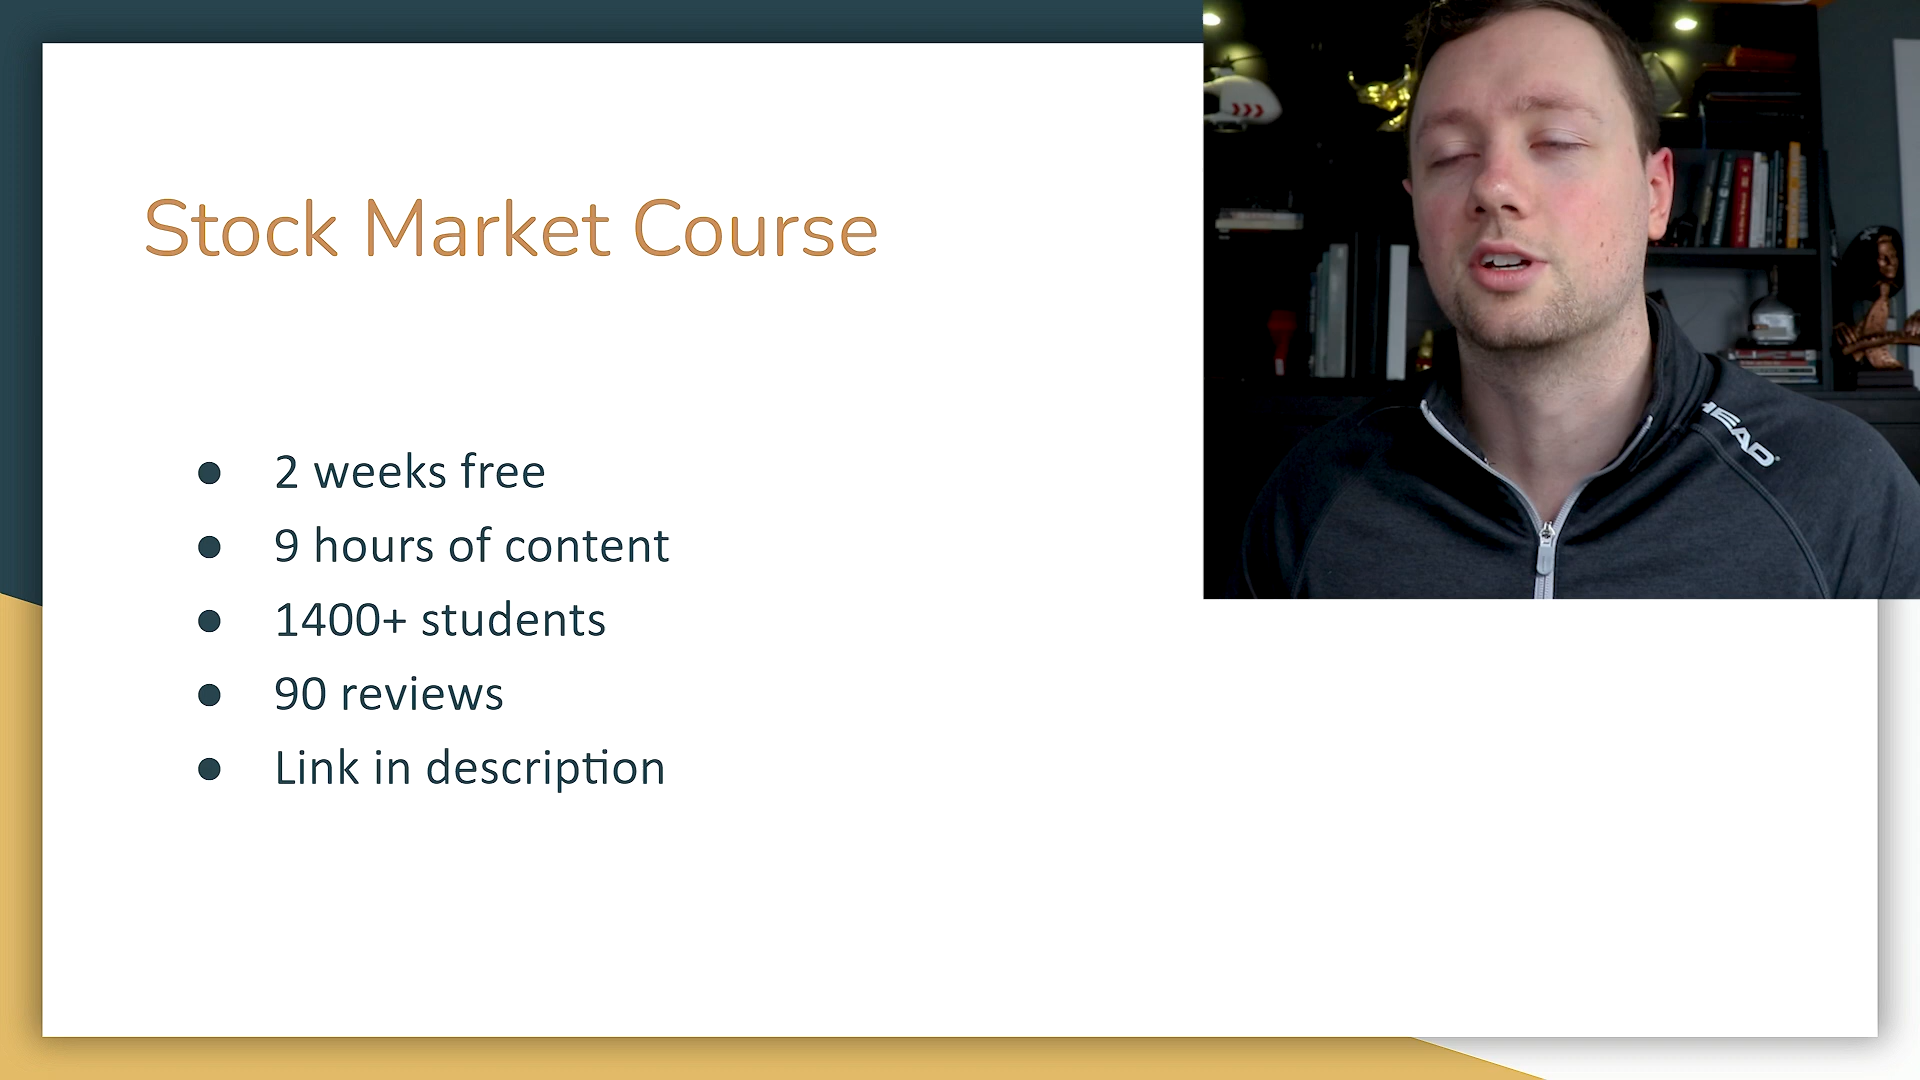 Stock Market Course
● 2 weeks free
● 9 hours of content
● 1400+ students
● 90 reviews
● Link in description
HEAD